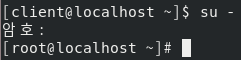 [client@localhost ~]$ su -
암호:
[root@localhost ~]#